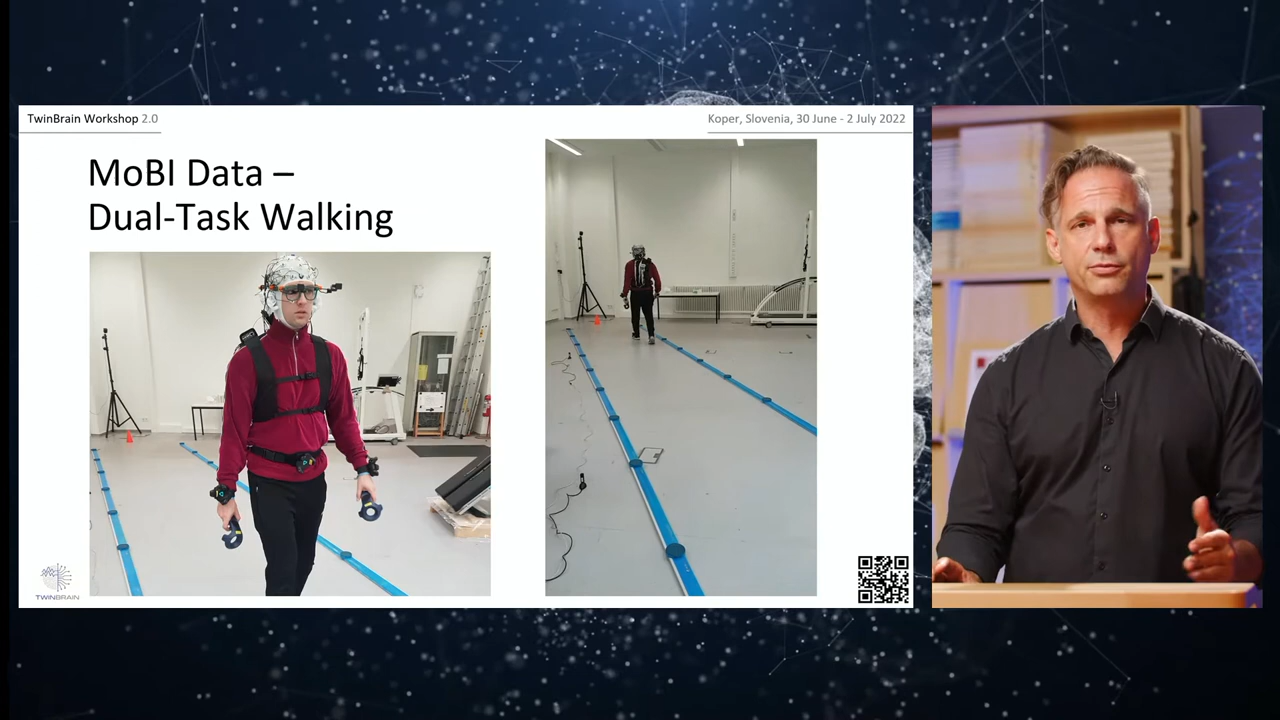 TwinBrain Workshop 2.0
Koper, Slovenia, 30 June - 2 July 2022
MoBI Data –
Dual-Task Walking
TWINBRAIN